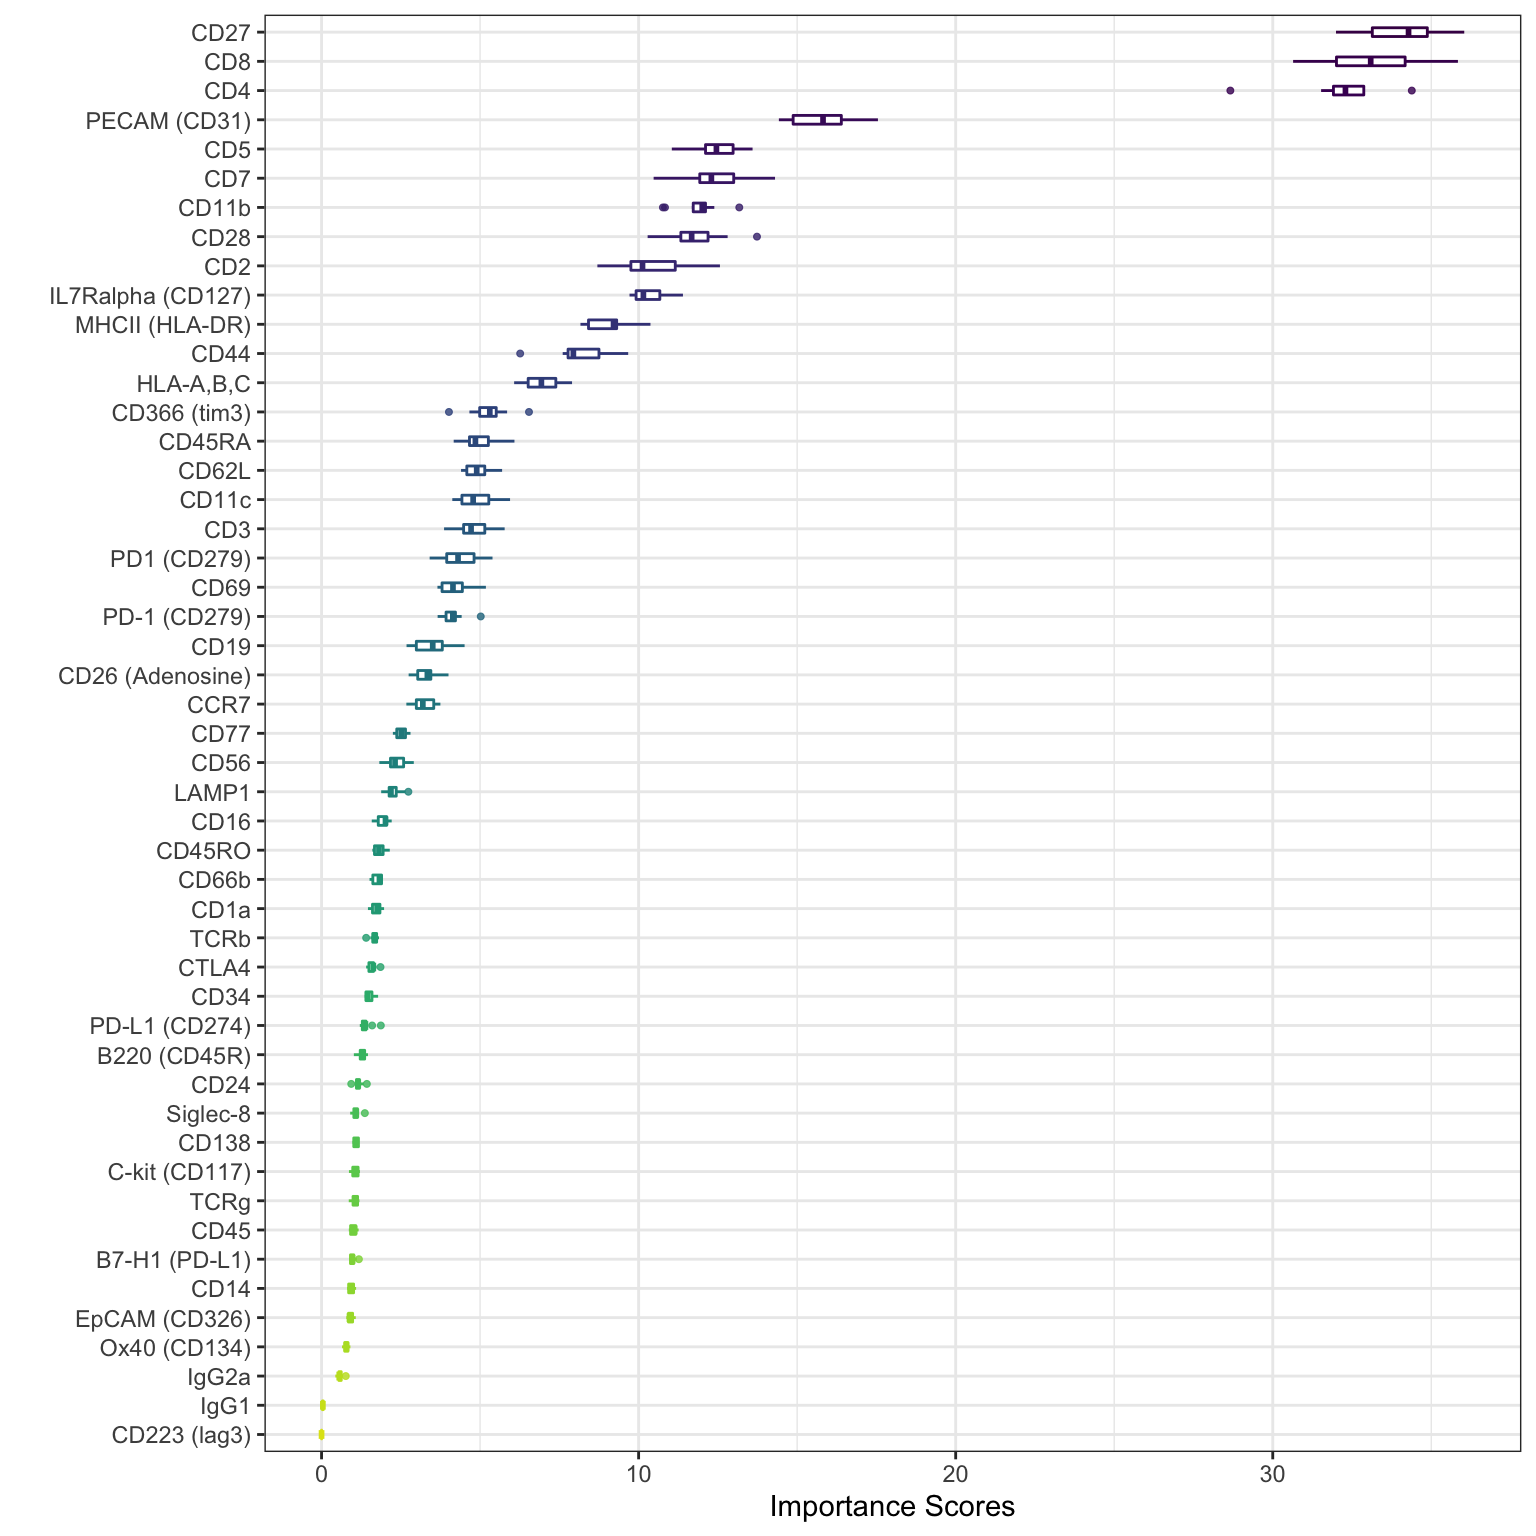 CD27
CD8
CD4
PECAM (CD31)
CD5
CD7
CD11b
CD28
CD2
IL7Ralpha (CD127)
MHCII (HLA-DR)
CD44
HLA-A,B,C
CD366 (tim3)
CD45RA
CD62L
CD11c
CD3
PD1 (CD279)
CD69
PD-1 (CD279)
CD19
CD26 (Adenosine)
CCR7
CD77
CD56
LAMP1
CD16
CD45RO
CD66b
CD1a
TCRb
CTLA4
CD34
PD-L1 (CD274)
B220 (CD45R)
CD24
Siglec-8
CD138
C-kit (CD117)
TCRg
CD45
B7-H1 (PD-L1)
CD14
EpCAM (CD326)
Ox40 (CD134)
IgG2a
IgG1
CD223 (lag3)
0 10 20 30
Importance Scores